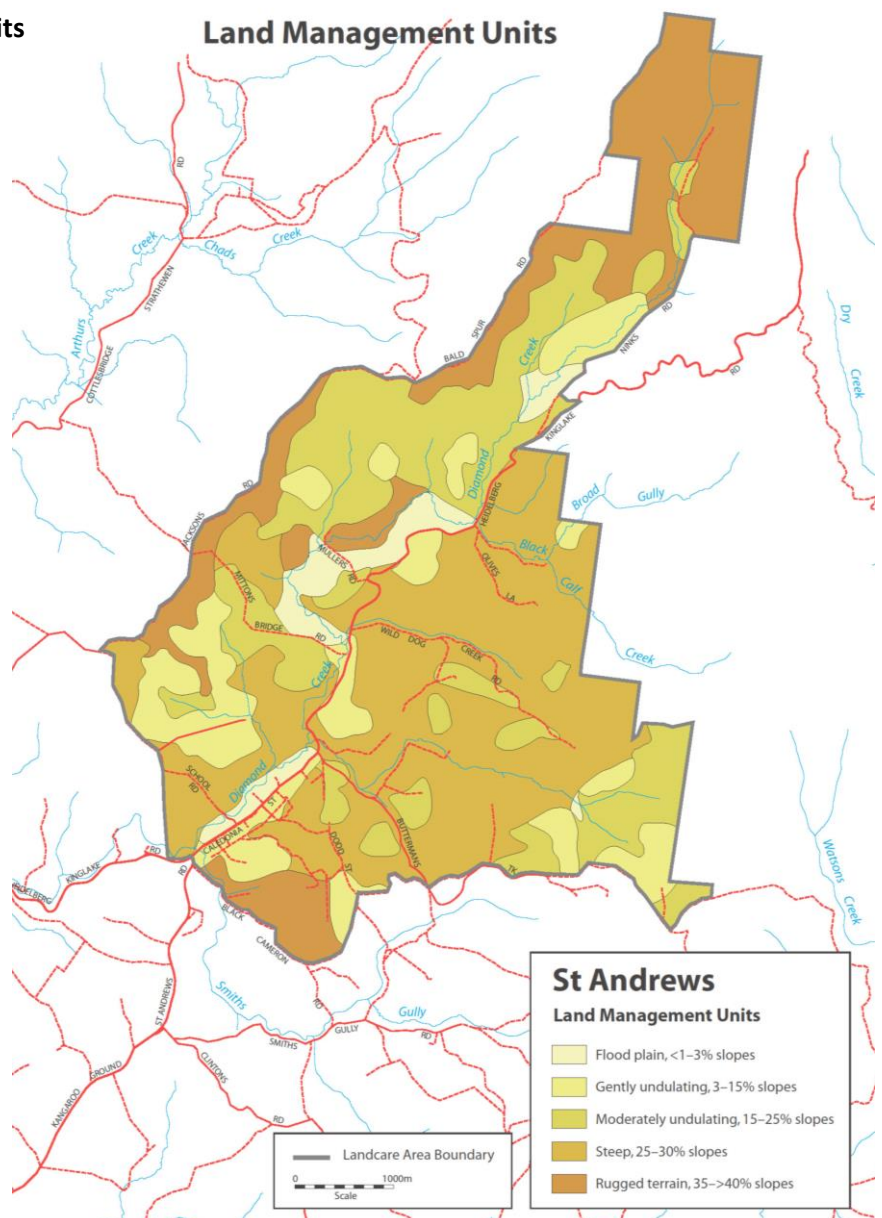 its
Land Management Units
RD
Creek
Chads
Creek
STRATHEWEN
Arthurs
COTTLESBRIDGE
RD
SPUR
BALD
Creek
NINKS
RD
Dry
Creek
RD
KINGLAKE
JACKSONS
RD
Diamond
HEIDELBERG
Broad
Gully
Black
Calf
Creek
OLIVES
LA
MULLERS
RD
MITTONS
BRIDGE
RD
WILD DOG
CREEK
RD
Creek
Diamond
SCHOOL
RD
CALEDONIA
ST
DODD
ST
BUTTERMANS
TK
RD
KINGLAKE
RD
BLACK
CAMERON
RD
Watsons
Creek
Smiths
Gully
SMITHS
GULLY
RD
ST ANDREWS
CLINTONS
RD
GROUND
KANGAROO
St Andrews
Land Management Units
Flood plain, <1–3% slopes
Gently undulating, 3–15% slopes
Moderately undulating, 15–25% slopes
Steep, 25–30% slopes
Rugged terrain, 35–>40% slopes
Landcare Area Boundary
0 1000m
Scale